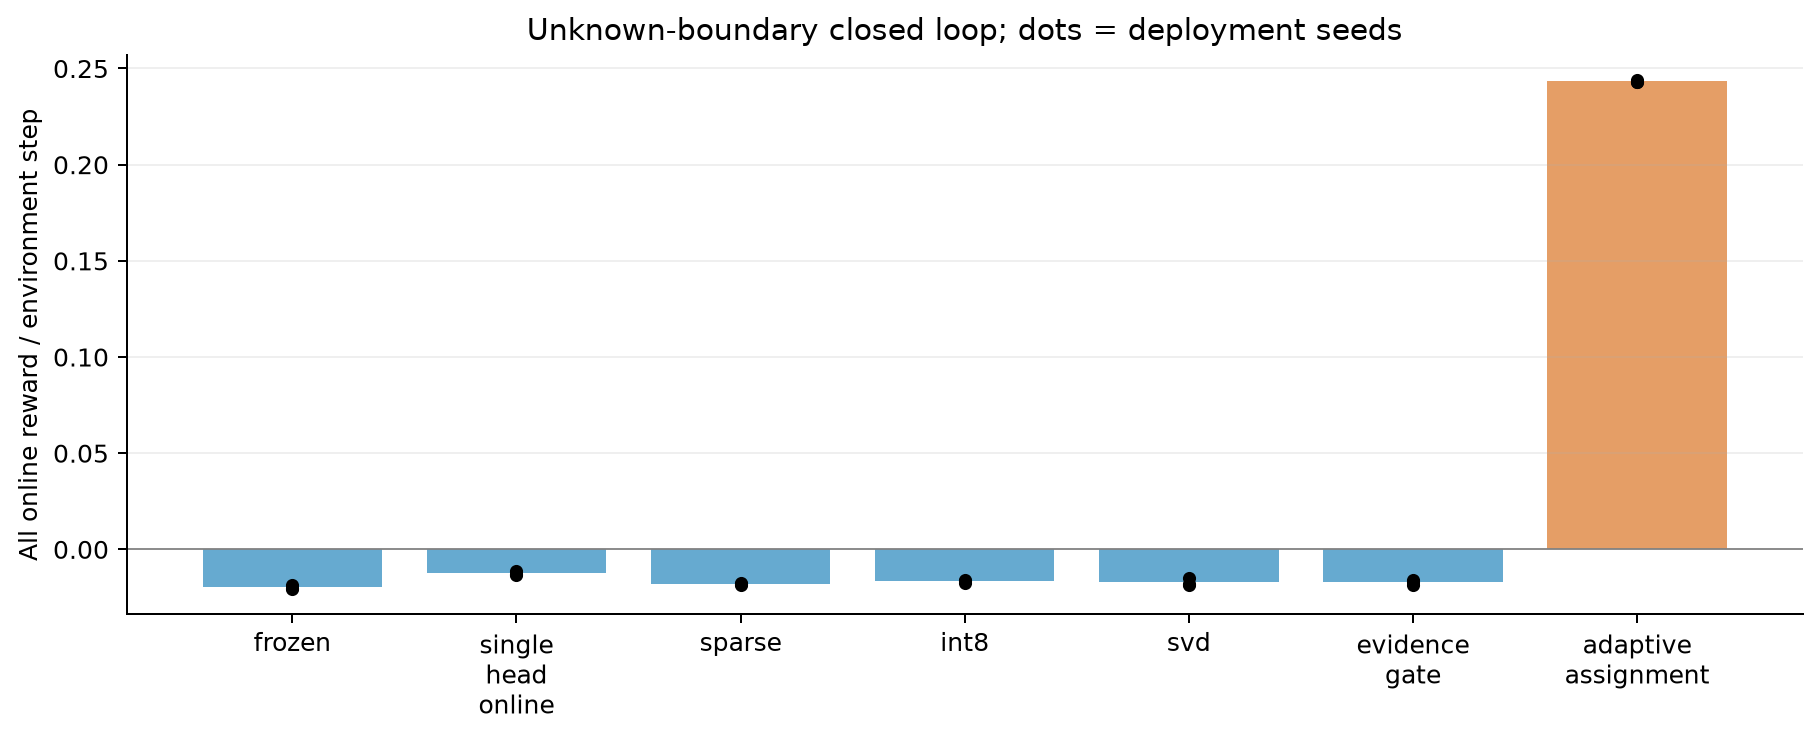 Unknown-boundary closed loop; dots = deployment seeds
All online reward / environment step
0.25
0.20
0.15
0.10
0.05
0.00
frozen
single
head
online
sparse
int8
svd
evidence
gate
adaptive
assignment